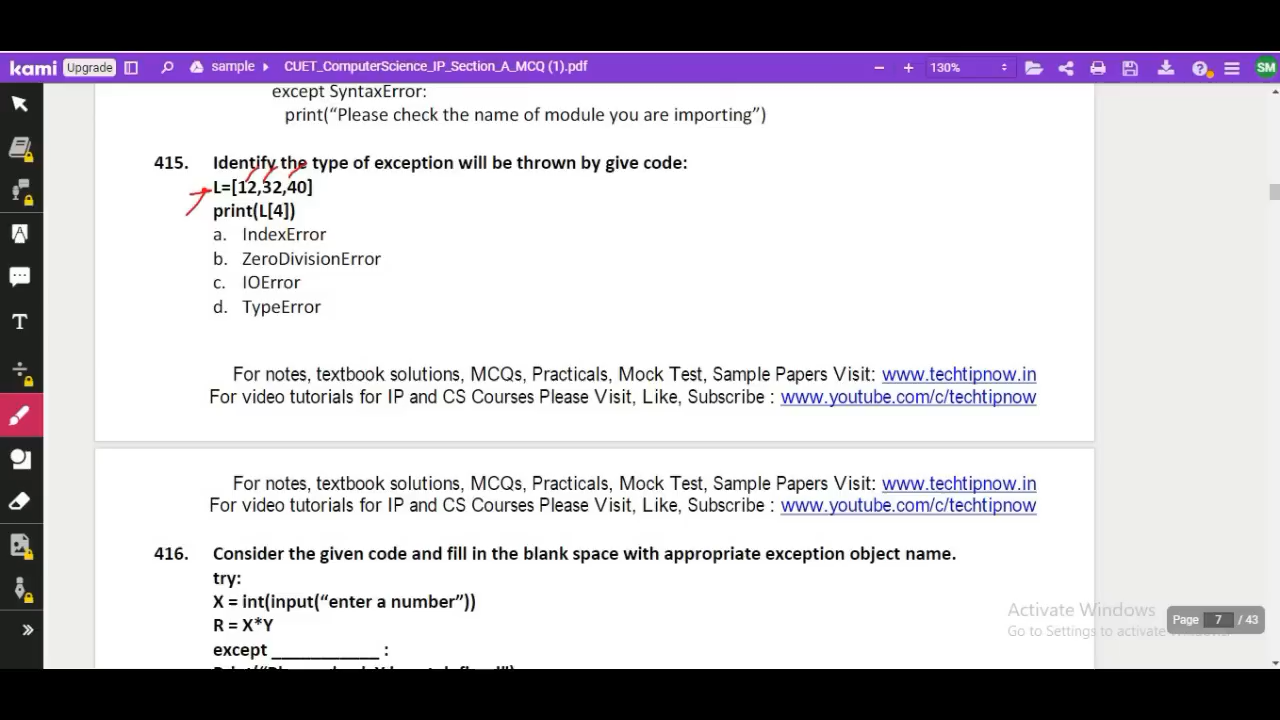 kami Upgrade sample CUET_ComputerScience_IP_Section_A_MCQ (1).pdf 130% SM
except SyntaxError:
print(“Please check the name of module you are importing”)
415. Identify the type of exception will be thrown by give code:
L=[12,32,40]
print(L[4])
a. IndexError
b. ZeroDivisionError
c. IOError
d. TypeError
For notes, textbook solutions, MCQs, Practicals, Mock Test, Sample Papers Visit: www.techtipnow.in
For video tutorials for IP and CS Courses Please Visit, Like, Subscribe : www.youtube.com/c/techtipnow
For notes, textbook solutions, MCQs, Practicals, Mock Test, Sample Papers Visit: www.techtipnow.in
For video tutorials for IP and CS Courses Please Visit, Like, Subscribe : www.youtube.com/c/techtipnow
416. Consider the given code and fill in the blank space with appropriate exception object name.
try:
X = int(input(“enter a number”))
R = X*Y
except ___________ :
Activate Windows
Go to Settings to activate
Page 7 / 43